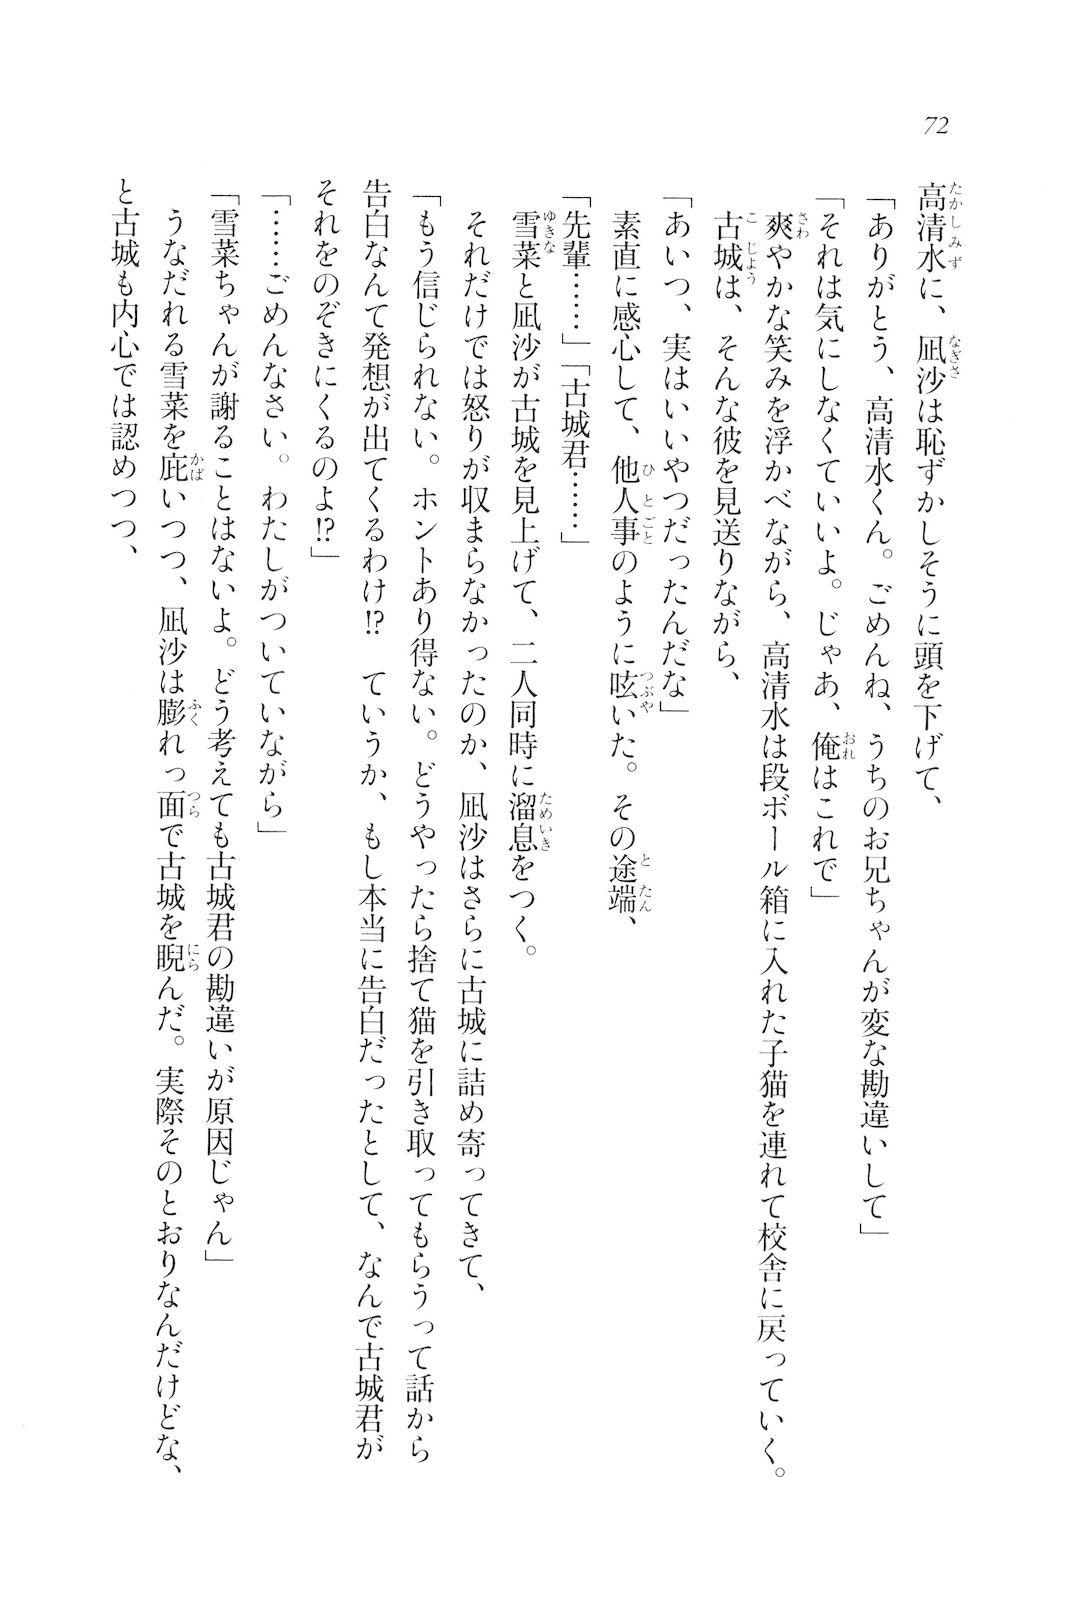 72
高清水に、凪沙は恥ずかしそうに頭を下げて、
「ありがとう、高清水くん。ごめんね、うちのお兄ちゃんが変な勘違いして」
「それは気にしなくていいよ。じゃあ、俺はこれで」
爽やかな笑みを浮かべながら、高清水は段ボール箱に入れた子猫を連れて校舎に戻っていく。
古城は、そんな彼を見送りながら、
「あいつ、実はいいやつだったんだな」
素直に感心して、他人事のように呟いた。その途端、
「先輩……」「古城君……」
雪菜と凪沙が古城を見上げて、二人同時に溜息をつく。
それだけでは怒りが収まらなかったのか、凪沙はさらに古城に詰め寄ってきて、
「もう信じられない。ホントあり得ない。どうやったら捨て猫を引き取ってもらうって話から
告白なんて発想が出てくるわけ!?　ていうか、もし本当に告白だったとして、なんで古城君が
それをのぞきにくるのよ!?」
「……ごめんなさい。わたしがついていながら」
「雪菜ちゃんが謝ることはないよ。どう考えても古城君の勘違いが原因じゃん」
うなだれる雪菜を庇いつつ、凪沙は膨れっ面で古城を睨んだ。実際そのとおりなんだけどな、
と古城も内心では認めつつ、